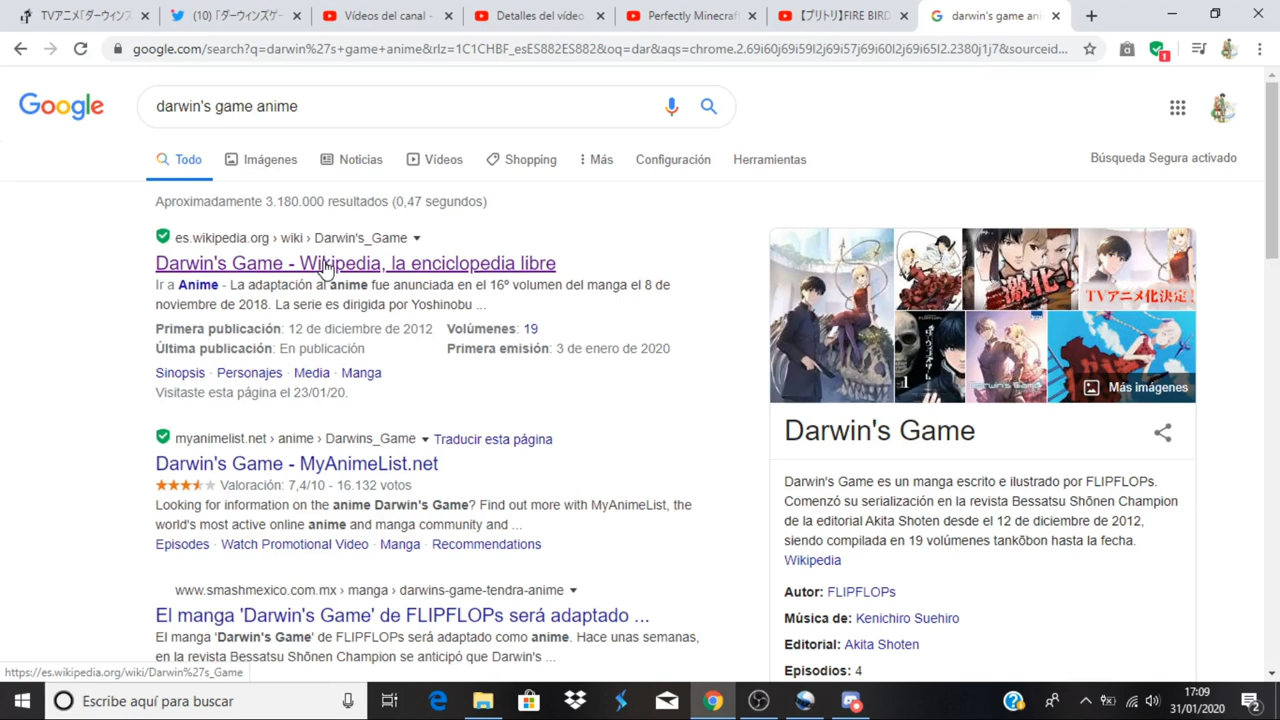 TVアニメ「ダーウィンズ
(10) 「ダーウィンズゲー
Vídeos del canal -
Detalles del vídeo
Perfectly Minecraft
【プリトリ】FIRE BIRD
darwin's game ani
google.com/search?q=darwin%27s+game+anime&rlz=1C1CHBF_esES882ES882&oq=dar&aqs=chrome.2.69i60j69i59l2j69i57j69i60l2j69i65l2.2380j1j7&sourceid...
1
Google
darwin's game anime
Todo
Imágenes
Noticias
Vídeos
Shopping
Más
Configuración
Herramientas
Búsqueda Segura activado
Aproximadamente 3.180.000 resultados (0,47 segundos)
es.wikipedia.org › wiki › Darwin's_Game
Darwin's Game - Wikipedia, la enciclopedia libre
Ir a Anime - La adaptación al anime fue anunciada en el 16º volumen del manga el 8 de
noviembre de 2018. La serie es dirigida por Yoshinobu ...
Primera publicación: 12 de diciembre de 2012 Volúmenes: 19
Última publicación: En publicación Primera emisión: 3 de enero de 2020
Sinopsis · Personajes · Media · Manga
Visitaste esta página el 23/01/20.
myanimelist.net › anime › Darwins_Game Traducir esta página
Darwin's Game - MyAnimeList.net
Valoración: 7,4/10 - 16.132 votos
Looking for information on the anime Darwin's Game? Find out more with MyAnimeList, the
world's most active online anime and manga community and ...
Episodes · Watch Promotional Video · Manga · Recommendations
www.smashmexico.com.mx › manga › darwins-game-tendra-anime
El manga 'Darwin's Game' de FLIPFLOPs será adaptado ...
El manga 'Darwin's Game' de FLIPFLOPs será adaptado como anime. Hace unas semanas,
en la revista Bessatsu Shōnen Champion se anticipó que Darwin's ...
激化!
TVアニメ化決定!
Más imágenes
Darwin's Game
Darwin's Game es un manga escrito e ilustrado por FLIPFLOPs.
Comenzó su serialización en la revista Bessatsu Shōnen Champion
de la editorial Akita Shoten desde el 12 de diciembre de 2012,
siendo compilada en 19 volúmenes tankōbon hasta la fecha.
Wikipedia
Autor: FLIPFLOPs
Música de: Kenichiro Suehiro
Editorial: Akita Shoten
Episodios: 4
https://es.wikipedia.org/wiki/Darwin%27s_Game
Escribe aquí para buscar
17:09
31/01/2020
2